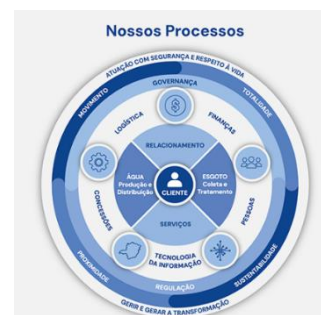 Nossos Processos
ATUAÇÃO COM SEGURANÇA E RESPEITO À VIDA
MOVIMENTO
TOTALIDADE
GOVERNANÇA
LOGÍSTICA
FINANÇAS
RELACIONAMENTO
ÁGUA
Produção e
Distribuição
CLIENTE
ESGOTO
Coleta e
Tratamento
SERVIÇOS
CONCESSÕES
PESSOAS
TECNOLOGIA
DA INFORMAÇÃO
PROXIMIDADE
REGULAÇÃO
SUSTENTABILIDADE
GERIR E GERAR A TRANSFORMAÇÃO